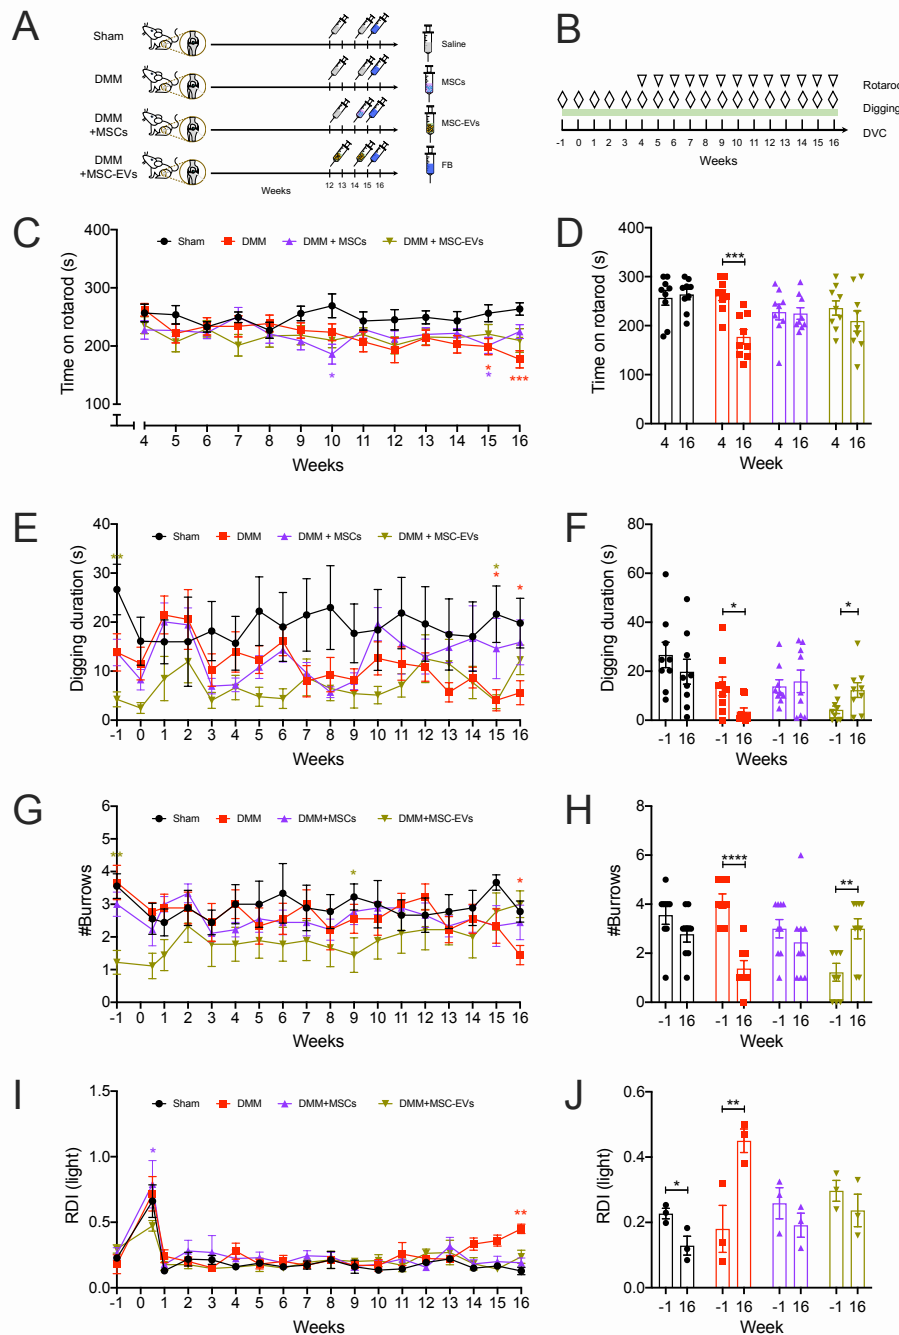 A
Sham
DMM
DMM
+MSCs
DMM
+MSC-EVs
Weeks
12 13 14 15 16
Saline
MSCs
MSC-EVs
FB
B
Rotarod
Digging
DVC
-1 0 1 2 3 4 5 6 7 8 9 10 11 12 13 14 15 16
Weeks
C
Time on rotarod (s)
Sham DMM DMM + MSCs DMM + MSC-EVs
400
300
200
100
* * * ***
4 5 6 7 8 9 10 11 12 13 14 15 16
Weeks
D
Time on rotarod (s)
400
300
200
100
0
***
4 16 4 16 4 16 4 16
Week
E
Digging duration (s)
Sham DMM DMM + MSCs DMM + MSC-EVs
40
30
20
10
0
** * * *
-1 0 1 2 3 4 5 6 7 8 9 10 11 12 13 14 15 16
Weeks
F
Digging duration (s)
80
60
40
20
0
* *
-1 16 -1 16 -1 16 -1 16
Weeks
G
#Burrows
Sham DMM DMM+MSCs DMM+MSC-EVs
6
5
4
3
2
1
0
** * *
-1 0 1 2 3 4 5 6 7 8 9 10 11 12 13 14 15 16
Weeks
H
#Burrows
8
6
4
2
0
**** **
-1 16 -1 16 -1 16 -1 16
Week
I
RDI (light)
Sham DMM DMM+MSCs DMM+MSC-EVs
1.5
1.0
0.5
0.0
* **
-1 0 1 2 3 4 5 6 7 8 9 10 11 12 13 14 15 16
Weeks
J
RDI (light)
0.6
0.4
0.2
0.0
* **
-1 16 -1 16 -1 16 -1 16
Week